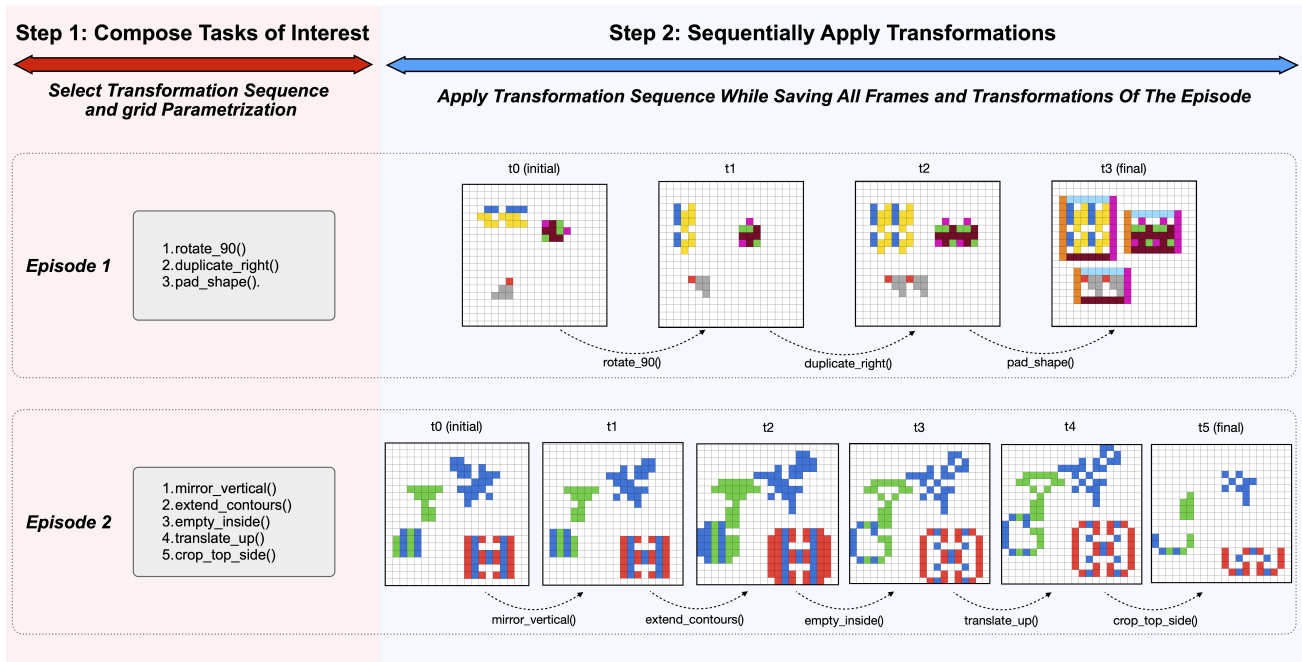 Step 1: Compose Tasks of Interest
Step 2: Sequentially Apply Transformations
Select Transformation Sequence
and grid Parametrization
Apply Transformation Sequence While Saving All Frames and Transformations Of The Episode
Episode 1
1.rotate_90()
2.duplicate_right()
3.pad_shape().
t0 (initial)
t1
t2
t3 (final)
rotate_90()
duplicate_right()
pad_shape()
Episode 2
1.mirror_vertical()
2.extend_contours()
3.empty_inside()
4.translate_up()
5.crop_top_side()
t0 (initial)
t1
t2
t3
t4
t5 (final)
mirror_vertical()
extend_contours()
empty_inside()
translate_up()
crop_top_side()